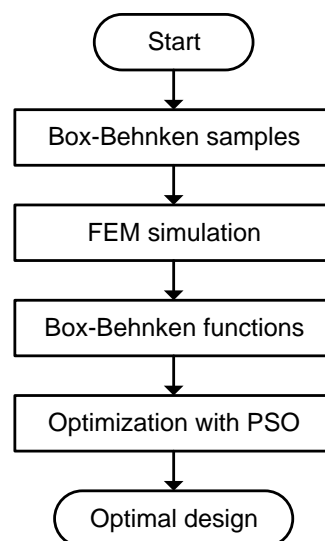 Start
Box-Behnken samples
FEM simulation
Box-Behnken functions
Optimization with PSO
Optimal design